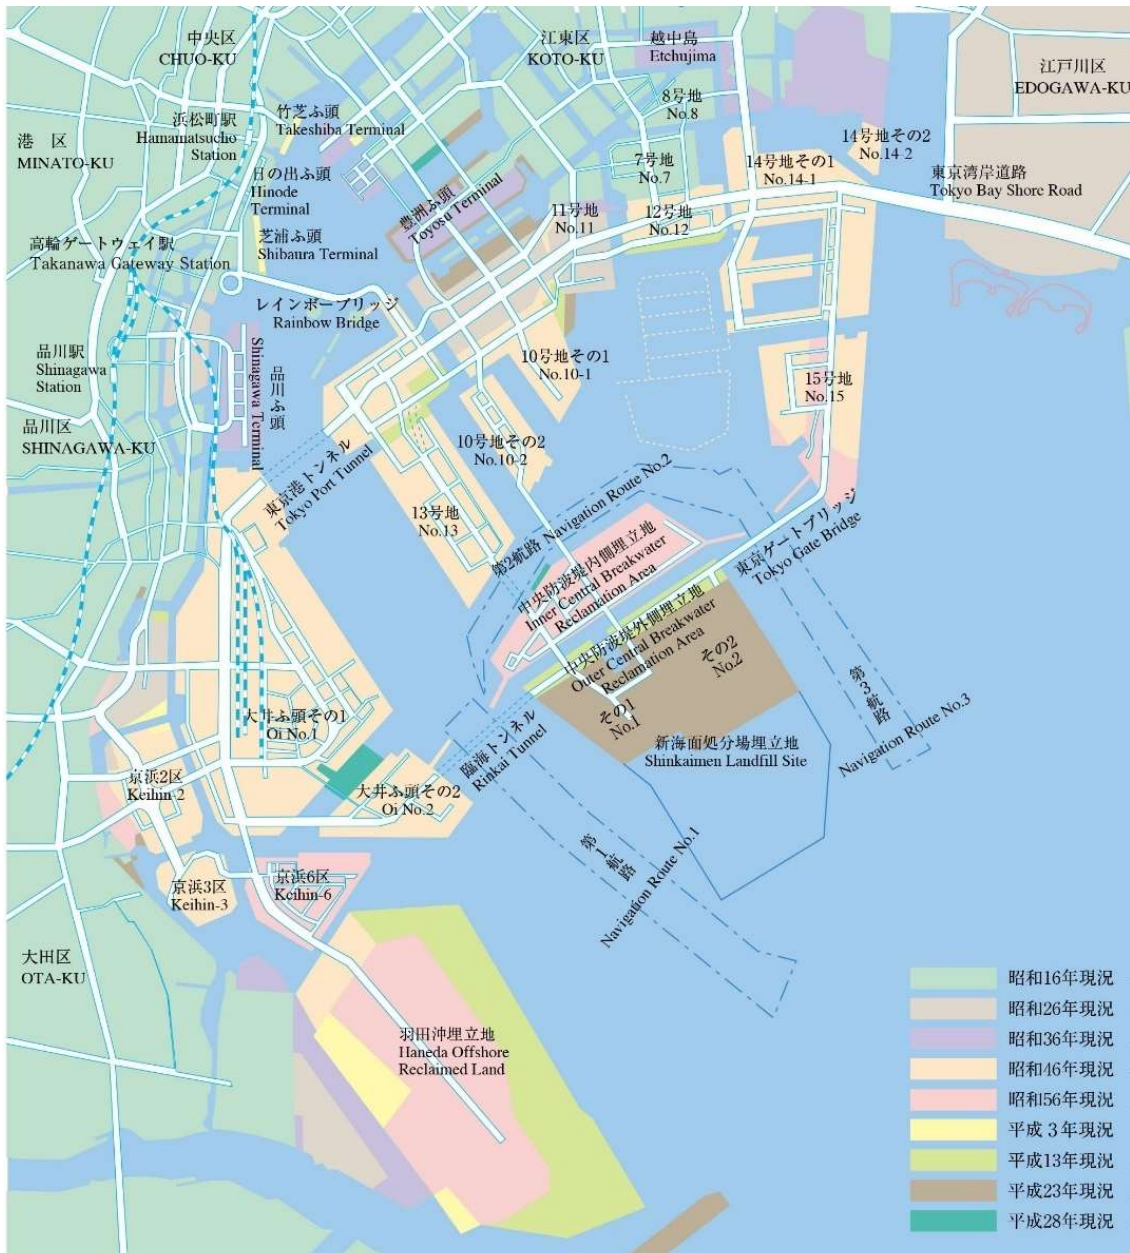 中央区
CHUO-KU
江東区
KOTO-KU
越中島
Etchujima
江戸川区
EDOGAWA-KU
竹芝ふ頭
Takeshiba Terminal
8号地
No.8
港 区
MINATO-KU
浜松町駅
Hamamatsucho
Station
14号地その2
No.14-2
7号地
No.7
14号地その1
No.14-1
東京湾岸道路
Tokyo Bay Shore Road
日の出ふ頭
Hinode
Terminal
豊洲ふ頭
Toyosu Terminal
11号地
No.11
12号地
No.12
高輪ゲートウェイ駅
Takanawa Gateway Station
芝浦ふ頭
Shibaura Terminal
レインボーブリッジ
Rainbow Bridge
品川駅
Shinagawa
Station
品川ふ頭
Shinagawa Terminal
10号地その1
No.10-1
15号地
No.15
品川区
SHINAGAWA-KU
東京港トンネル
Tokyo Port Tunnel
10号地その2
No.10-2
13号地
No.13
第2航路 Navigation Route No.2
東京ゲートブリッジ
Tokyo Gate Bridge
中央防波堤内側埋立地
Inner Central Breakwater
Reclamation Area
中央防波堤外側埋立地
Outer Central Breakwater
Reclamation Area
その2
No.2
その1
No.1
第3航路
Navigation Route No.3
大井ふ頭その1
Oi No.1
臨海トンネル
Rinkai Tunnel
新海面処分場埋立地
Shinkaimen Landfill Site
京浜2区
Keihin-2
大井ふ頭その2
Oi No.2
第1航路
Navigation Route No.1
京浜3区
Keihin-3
京浜6区
Keihin-6
大田区
OTA-KU
羽田沖埋立地
Haneda Offshore
Reclaimed Land
昭和16年現況
昭和26年現況
昭和36年現況
昭和46年現況
昭和56年現況
平成 3年現況
平成13年現況
平成23年現況
平成28年現況